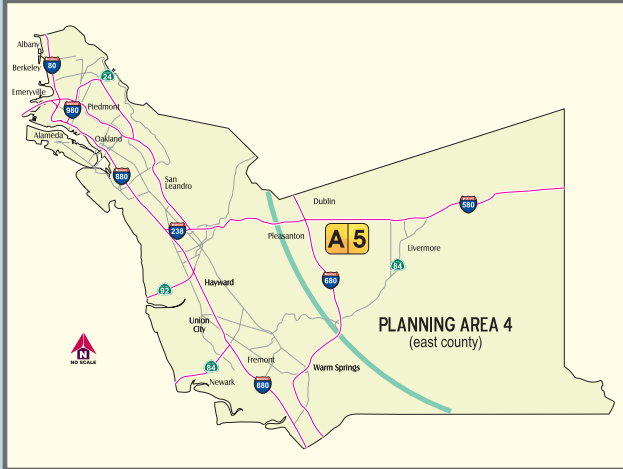 Albany
80
Berkeley
24
Emeryville
980
Piedmont
Alameda
Oakland
880
San
Leandro
Dublin
580
238
Pleasanton
A 5
Livermore
84
680
Hayward
92
Union
City
PLANNING AREA 4
(east county)
N
NO SCALE
Fremont
84
Warm Springs
Newark
880